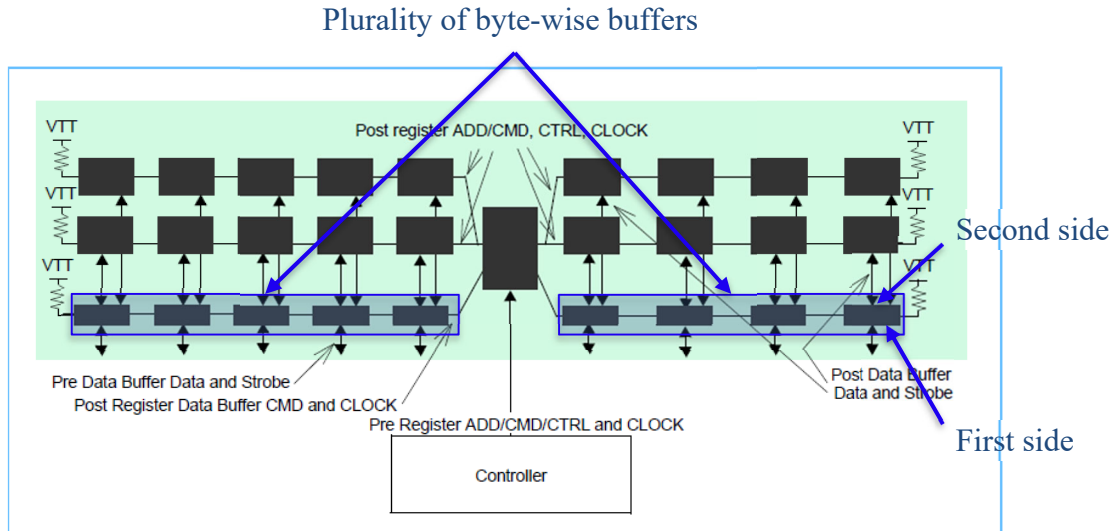 Plurality of byte-wise buffers
VTT
Post register ADD/CMD, CTRL, CLOCK
VTT
VTT
VTT
Second side
VTT
VTT
Pre Data Buffer Data and Strobe
Post Register Data Buffer CMD and CLOCK
Post Data Buffer
Data and Strobe
Pre Register ADD/CMD/CTRL and CLOCK
First side
Controller